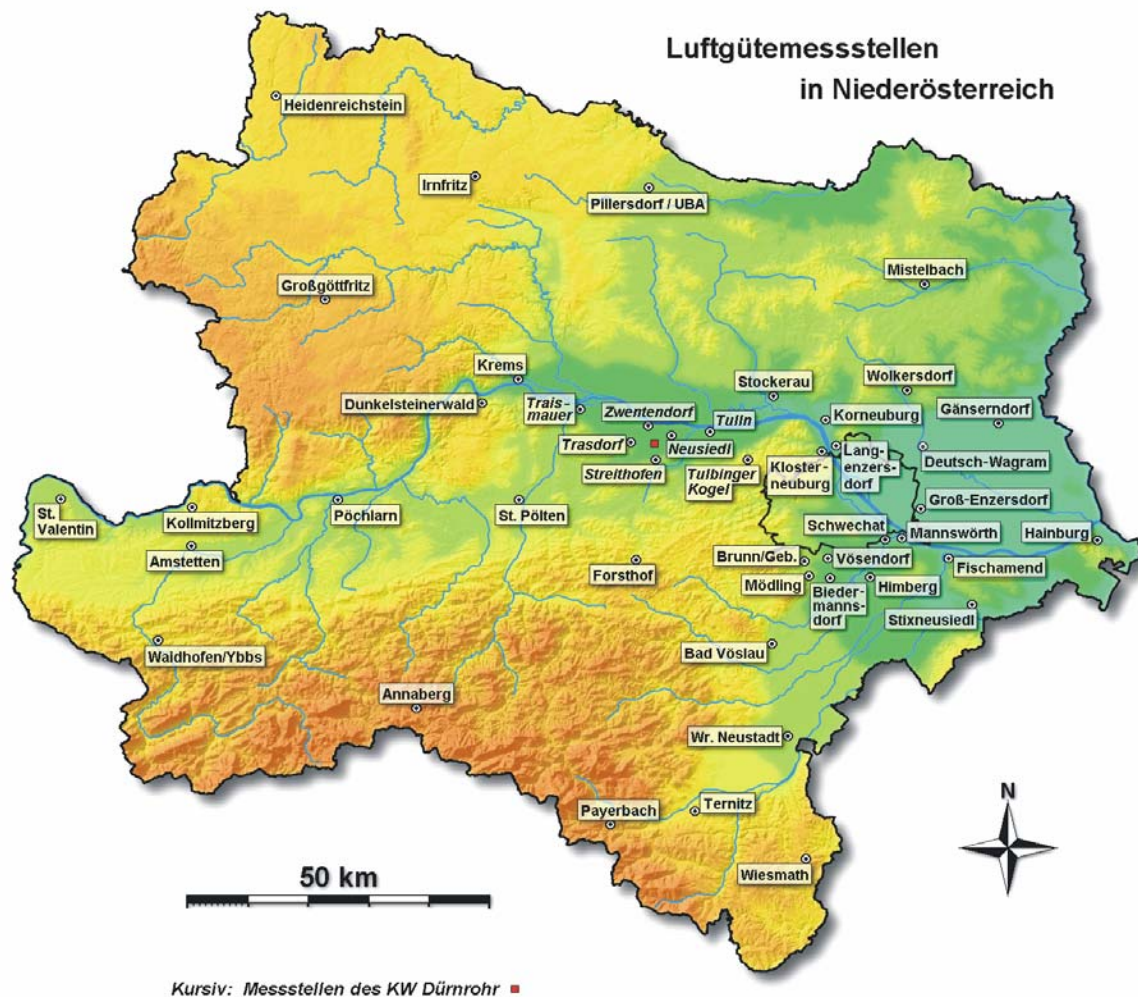 Luftgütemessstellen
in Niederösterreich
Heidenreichstein
Irnfritz
Pillersdorf / UBA
Großgöttfritz
Mistelbach
Krems
Dunkelsteinerwald
Trais-
mauer
Zwentendorf
Tulln
Stockerau
Wolkersdorf
Gänserndorf
Korneuburg
Trasdorf
Neusiedl
Streithofen
Tulbinger
Kogel
Kloster-
neuburg
Lang-
enzers-
dorf
Deutsch-Wagram
St.
Valentin
Kollmitzberg
Pöchlarn
St. Pölten
Groß-Enzersdorf
Schwechat
Mannswörth
Hainburg
Amstetten
Forsthof
Brunn/Geb.
Vösendorf
Fischamend
Mödling
Bieder-
manns-
dorf
Himberg
Stixneusiedl
Waidhofen/Ybbs
Bad Vöslau
Annaberg
Wr. Neustadt
Payerbach
Ternitz
Wiesmath
N
50 km
Kursiv: Messstellen des KW Dürnrohr